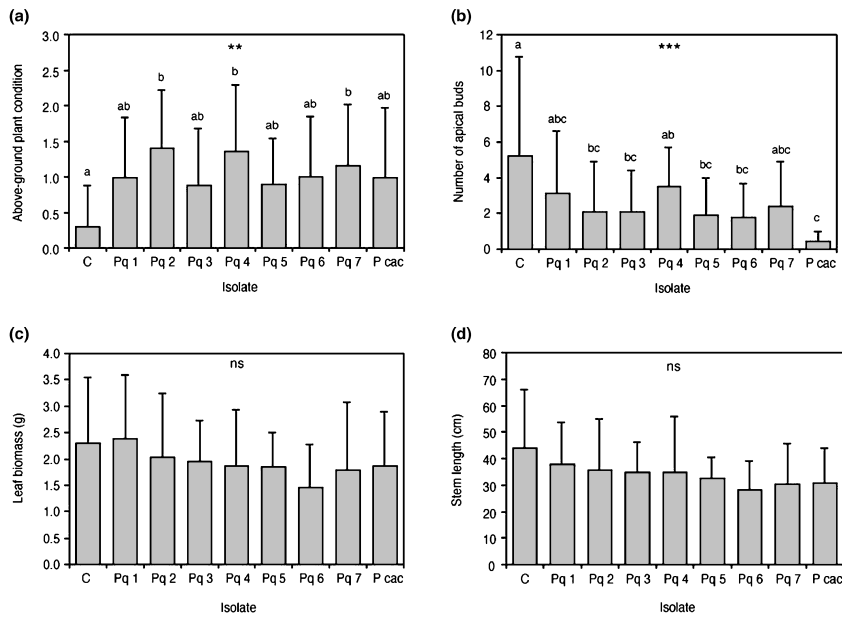 (a)
**
Above-ground plant condition
3.0
2.5
2.0
1.5
1.0
0.5
0.0
a
ab
b
ab
b
ab
ab
b
ab
C Pq 1 Pq 2 Pq 3 Pq 4 Pq 5 Pq 6 Pq 7 P cac
Isolate
(b)
***
Number of apical buds
12
10
8
6
4
2
0
a
abc
bc
bc
ab
bc
bc
abc
c
C Pq 1 Pq 2 Pq 3 Pq 4 Pq 5 Pq 6 Pq 7 P cac
Isolate
(c)
ns
Leaf biomass (g)
4.0
3.5
3.0
2.5
2.0
1.5
1.0
0.5
0.0
C Pq 1 Pq 2 Pq 3 Pq 4 Pq 5 Pq 6 Pq 7 P cac
Isolate
(d)
ns
Stem length (cm)
80
70
60
50
40
30
20
10
0
C Pq 1 Pq 2 Pq 3 Pq 4 Pq 5 Pq 6 Pq 7 P cac
Isolate